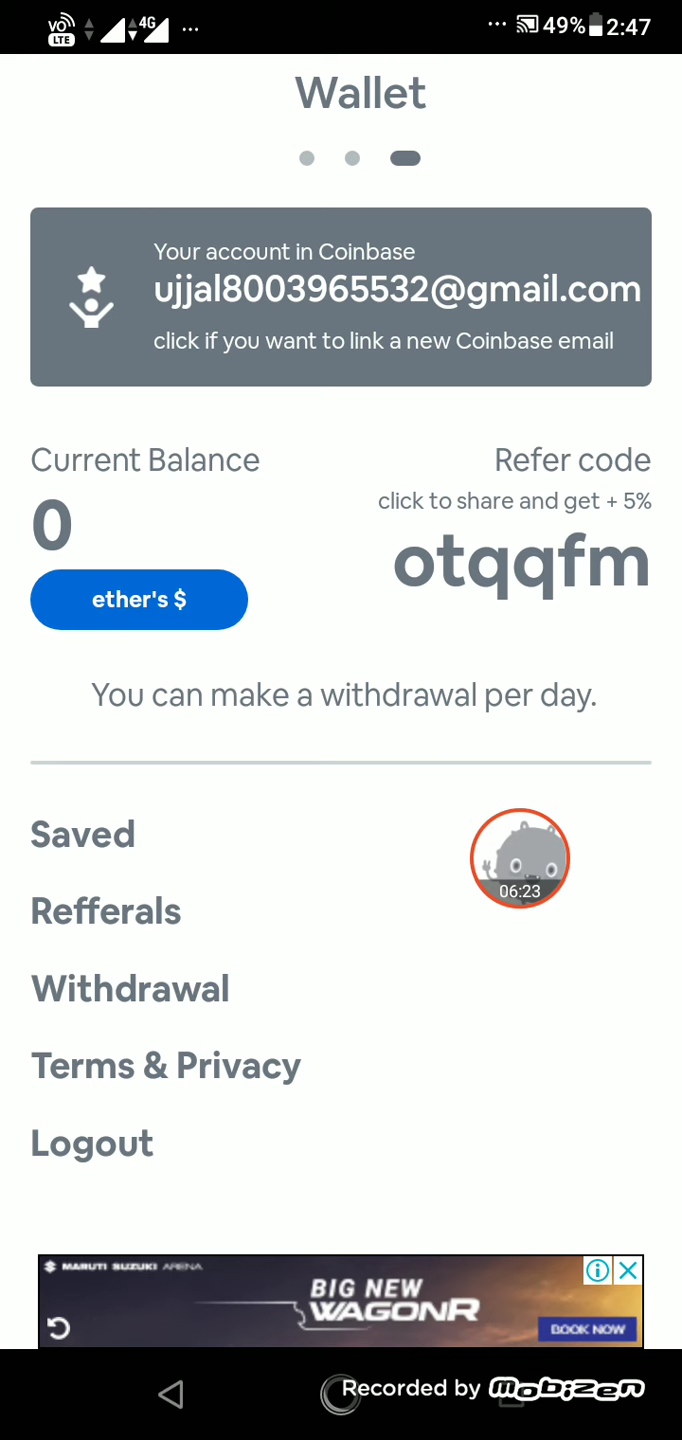 VO LTE 4G ... ... 49% 2:47
Wallet
Your account in Coinbase
ujjal8003965532@gmail.com
click if you want to link a new Coinbase email
Current Balance
0
ether's $
Refer code
click to share and get + 5%
otqqfm
You can make a withdrawal per day.
Saved
06:23
Refferals
Withdrawal
Terms & Privacy
Logout
MARUTI SUZUKI ARENA
BIG NEW
WAGONR
BOOK NOW
Recorded by mobizen